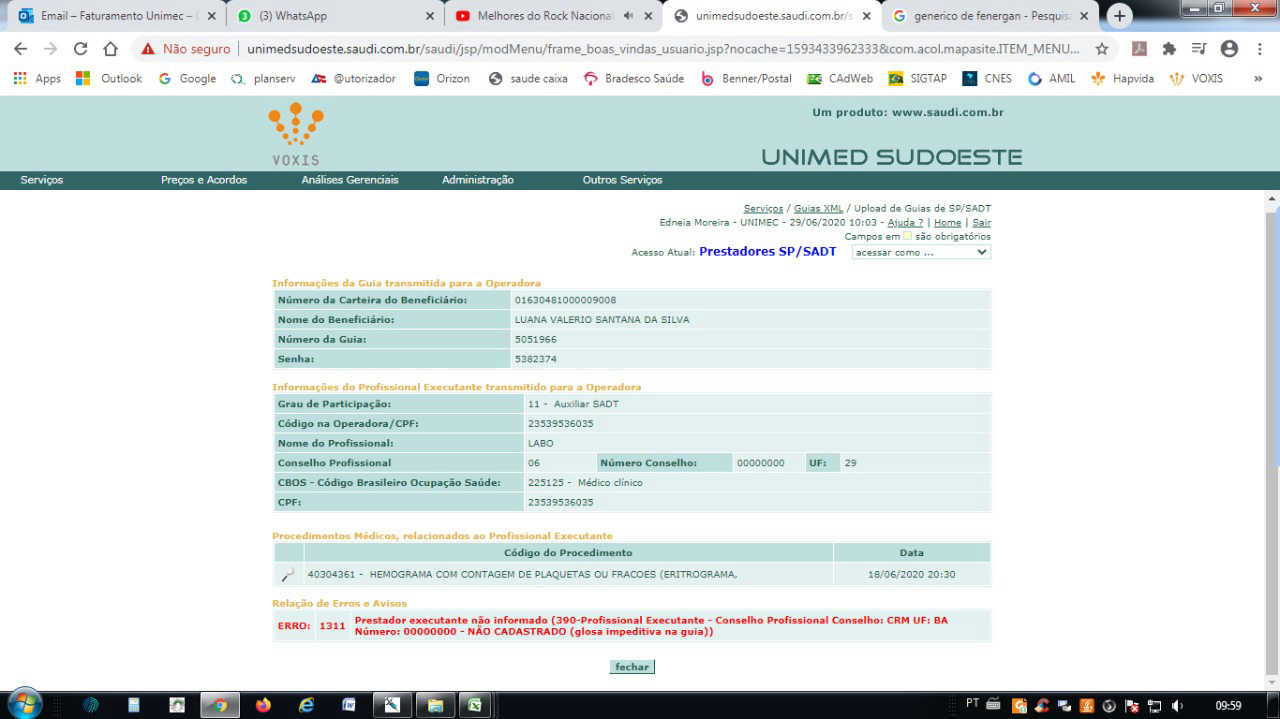 Email – Faturamento Unimec – 
(3) WhatsApp
Melhores do Rock Nacional
unimedsudoeste.saudi.com.br/s
generico de fenergan - Pesquis
Não seguro | unimedsudoeste.saudi.com.br/saudi/jsp/modMenu/frame_boas_vindas_usuario.jsp?nocache=1593433962333&com.acol.mapasite.ITEM_MENU...
Apps Outlook Google planserv @utorizador Orizon saude caixa Bradesco Saúde Benner/Postal CAdWeb SIGTAP CNES AMIL Hapvida VOXIS »
Um produto: www.saudi.com.br
VOXIS
UNIMED SUDOESTE
Serviços Preços e Acordos Análises Gerenciais Administração Outros Serviços
Serviços / Guias XML / Upload de Guias de SP/SADT
Edneia Moreira - UNIMEC - 29/06/2020 10:03 - Ajuda ? | Home | Sair
Campos em são obrigatórios
Acesso Atual: Prestadores SP/SADT acessar como ...
Informações da Guia transmitida para a Operadora
Número da Carteira do Beneficiário: 01630481000009008
Nome do Beneficiário: LUANA VALERIO SANTANA DA SILVA
Número da Guia: 5051966
Senha: 5382374
Informações do Profissional Executante transmitido para a Operadora
Grau de Participação: 11 - Auxiliar SADT
Código na Operadora/CPF: 23539536035
Nome do Profissional: LABO
Conselho Profissional 06 Número Conselho: 00000000 UF: 29
CBOS - Código Brasileiro Ocupação Saúde: 225125 - Médico clínico
CPF: 23539536035
Procedimentos Médicos, relacionados ao Profissional Executante
Código do Procedimento Data
40304361 - HEMOGRAMA COM CONTAGEM DE PLAQUETAS OU FRACOES (ERITROGRAMA, 18/06/2020 20:30
Relação de Erros e Avisos
ERRO: 1311 Prestador executante não informado (390-Profissional Executante - Conselho Profissional Conselho: CRM UF: BA
Número: 00000000 - NÃO CADASTRADO (glosa impeditiva na guia))
fechar
PT 09:59